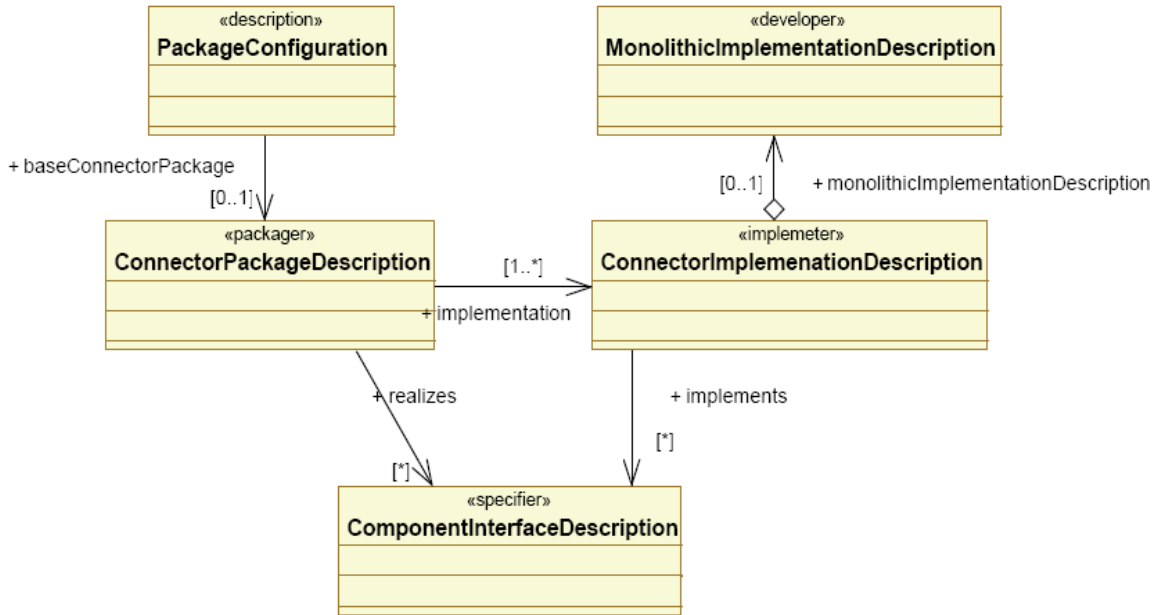 «description»
PackageConfiguration
«developer»
MonolithicImplementationDescription
+ baseConnectorPackage
[0..1]
[0..1]
+ monolithicImplementationDescription
«packager»
ConnectorPackageDescription
[1..*]
+ implementation
«implemeter»
ConnectorImplemenationDescription
+ realizes
[*]
+ implements
[*]
«specifier»
ComponentInterfaceDescription